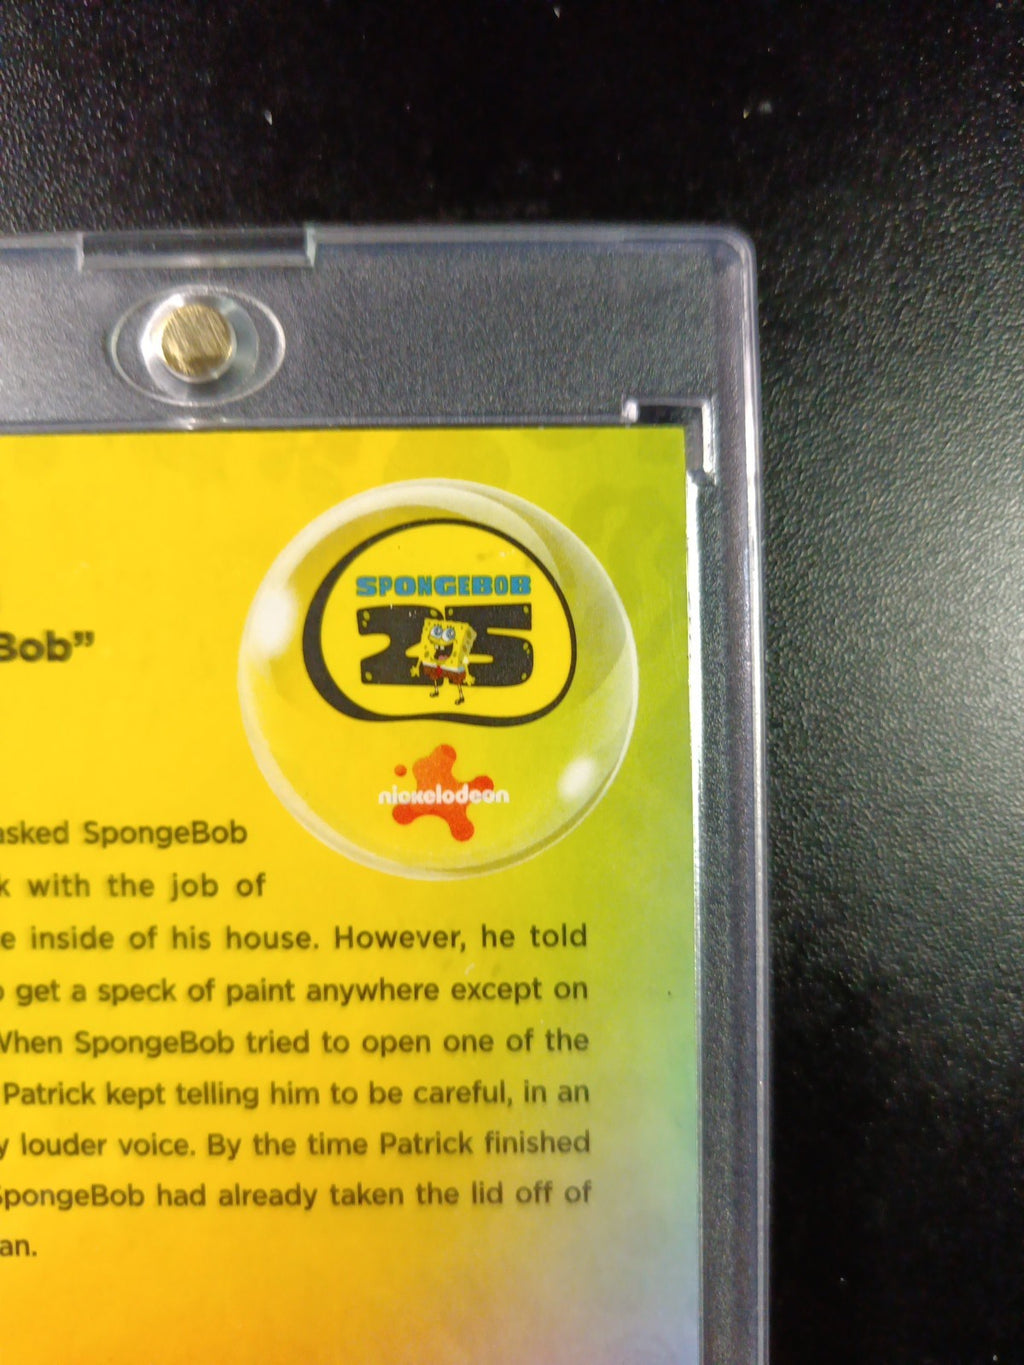 SPONGEBOB
25
Bob”
nickelodeon
asked SpongeBob
k with the job of
e inside of his house. However, he told
o get a speck of paint anywhere except on
When SpongeBob tried to open one of the
Patrick kept telling him to be careful, in an
y louder voice. By the time Patrick finished
SpongeBob had already taken the lid off of
an.